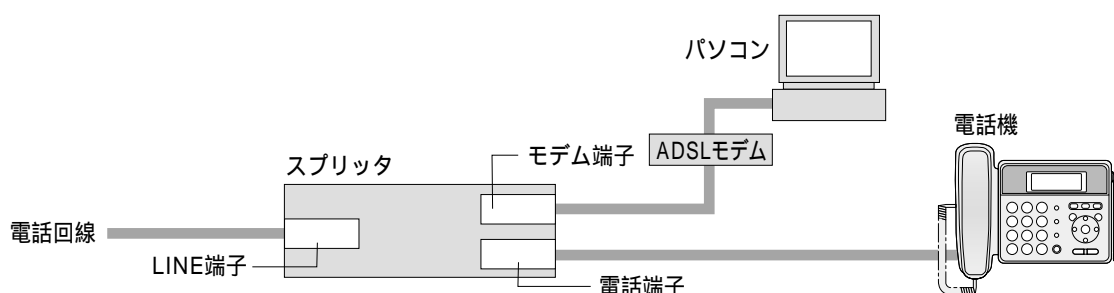 パソコン
電話機
スプリッタ
モデム端子
ADSLモデム
電話回線
LINE端子
電話端子